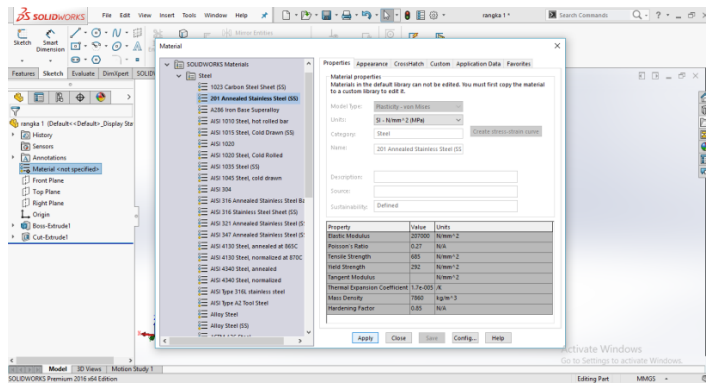 SOLIDWORKS File Edit View Insert Tools Window Help rangka 1 * Search Commands
Sketch Smart Dimension Mirror Entities
Features Sketch Evaluate DimXpert SOLID
rangka 1 (Default<<Default>_Display Sta
History
Sensors
Annotations
Material <not specified>
Front Plane
Top Plane
Right Plane
Origin
Boss-Extrude1
Cut-Extrude1
Material
SOLIDWORKS Materials
Steel
1023 Carbon Steel Sheet (SS)
201 Annealed Stainless Steel (SS)
A286 Iron Base Superalloy
AISI 1010 Steel, hot rolled bar
AISI 1015 Steel, Cold Drawn (SS)
AISI 1020
AISI 1020 Steel, Cold Rolled
AISI 1035 Steel (SS)
AISI 1045 Steel, cold drawn
AISI 304
AISI 316 Annealed Stainless Steel Ba
AISI 316 Stainless Steel Sheet (SS)
AISI 321 Annealed Stainless Steel (S
AISI 347 Annealed Stainless Steel (S
AISI 4130 Steel, annealed at 865C
AISI 4130 Steel, normalized at 870C
AISI 4340 Steel, annealed
AISI 4340 Steel, normalized
AISI Type 316L stainless steel
AISI Type A2 Tool Steel
Alloy Steel
Alloy Steel (SS)
Properties Appearance CrossHatch Custom Application Data Favorites
Material properties
Materials in the default library can not be edited. You must first copy the material
to a custom library to edit it.
Model Type: Plasticity - von Mises
Units: SI - N/mm^2 (MPa)
Category: Steel Create stress-strain curve
Name: 201 Annealed Stainless Steel (SS
Description:
Source:
Sustainability: Defined
Property Value Units
Elastic Modulus 207000 N/mm^2
Poisson's Ratio 0.27 N/A
Tensile Strength 685 N/mm^2
Yield Strength 292 N/mm^2
Tangent Modulus N/mm^2
Thermal Expansion Coefficient 1.7e-005 /K
Mass Density 7860 kg/m^3
Hardening Factor 0.85 N/A
Apply Close Save Config... Help
Activate Windows
Go to Settings to activate Windows.
Model 3D Views Motion Study 1
SOLIDWORKS Premium 2016 x64 Edition Editing Part MMGS